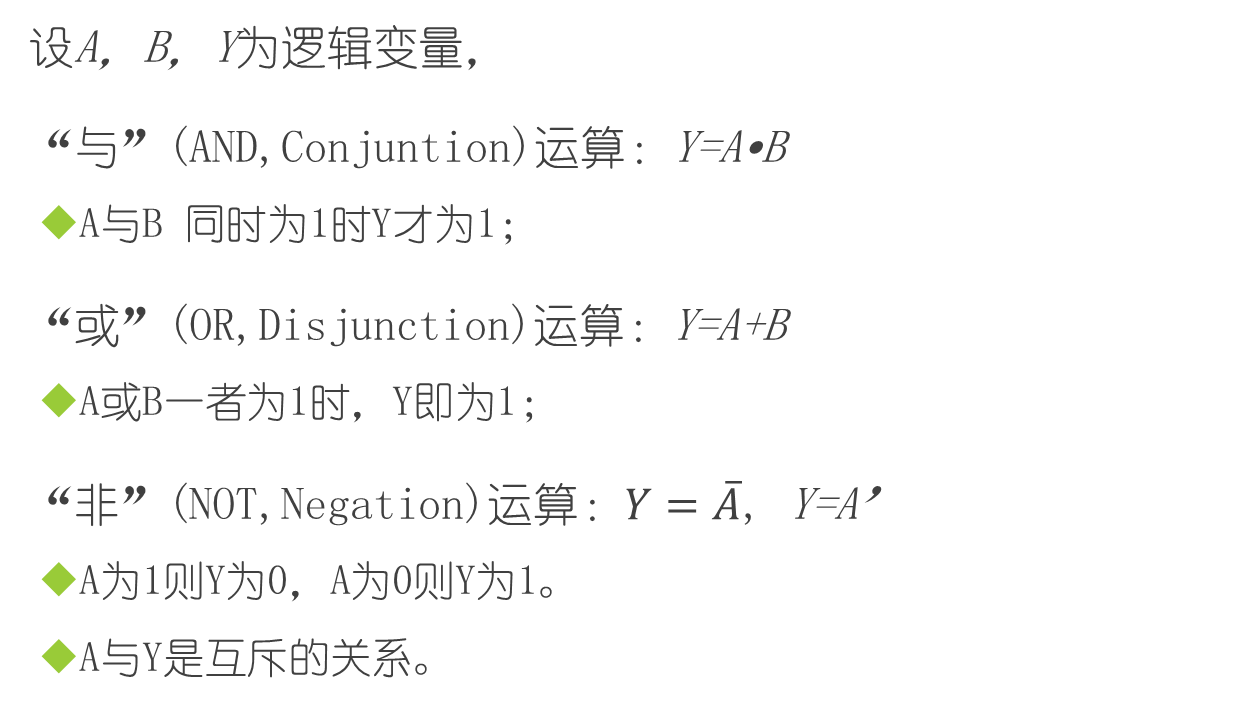 设A，B，Y为逻辑变量，
“与”(AND,Conjuntion)运算：Y=A•B
◆A与B 同时为1时Y才为1；
“或”(OR,Disjunction)运算：Y=A+B
◆A或B一者为1时，Y即为1；
“非”(NOT,Negation)运算：Y = Ā, Y=A’
◆A为1则Y为0，A为0则Y为1。
◆A与Y是互斥的关系。